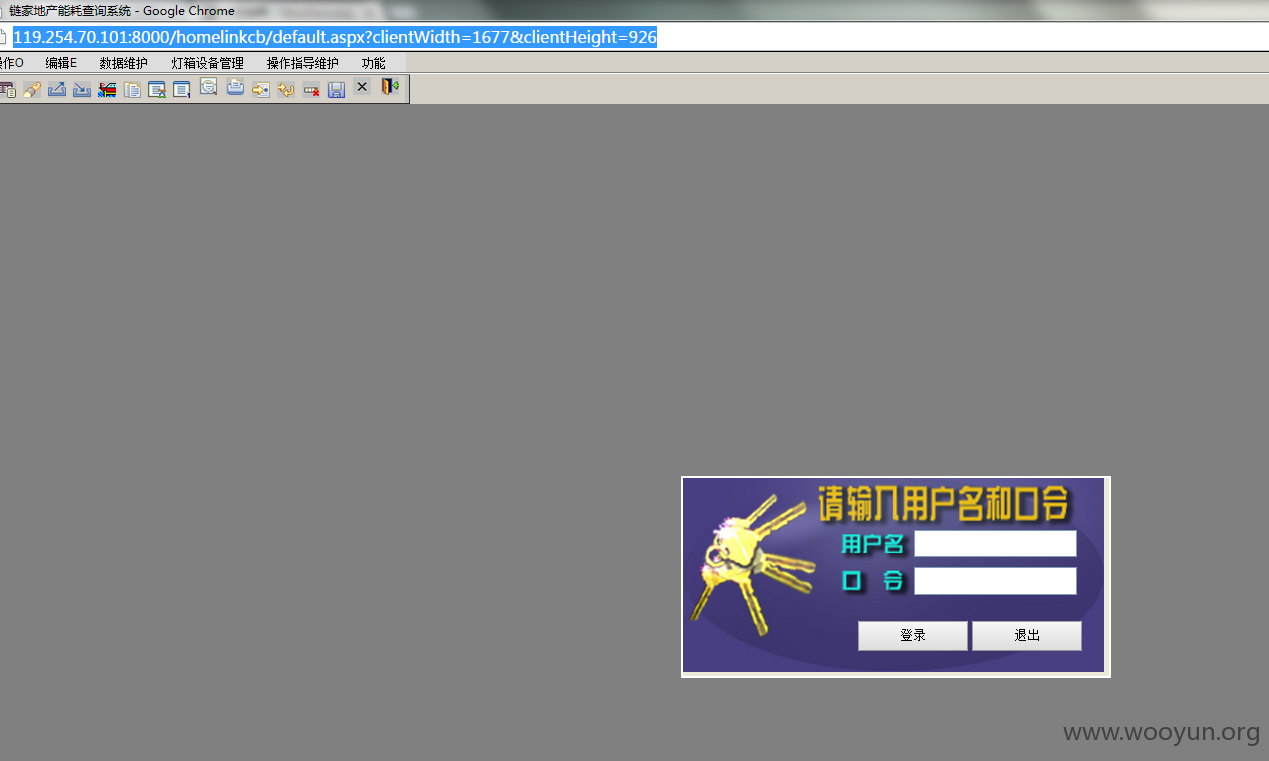 链家地产能耗查询系统 - Google Chrome
119.254.70.101:8000/homelinkcb/default.aspx?clientWidth=1677&clientHeight=926
操作O 编辑E 数据维护 灯箱设备管理 操作指导维护 功能
请输入用户名和口令
用户名
口 令
登录 退出
www.wooyun.org